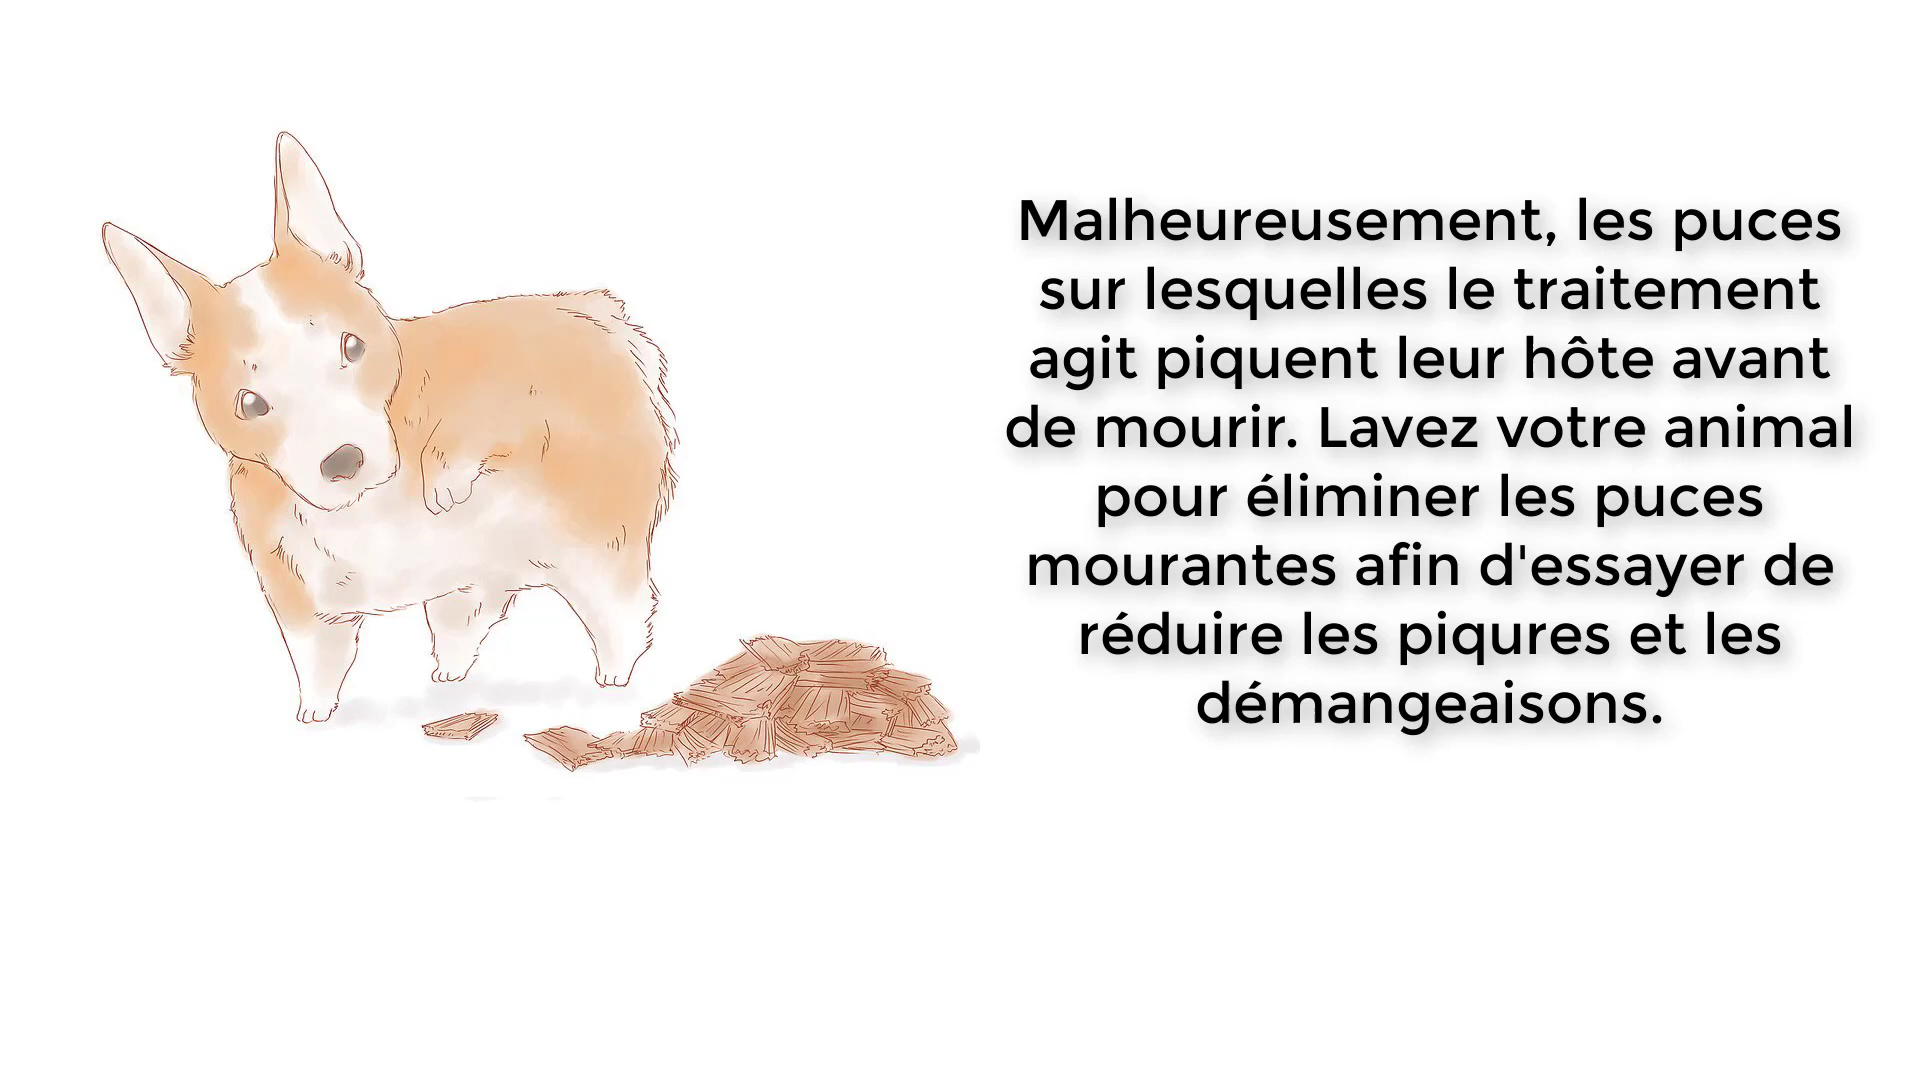 Malheureusement, les puces
sur lesquelles le traitement
agit piquent leur hôte avant
de mourir. Lavez votre animal
pour éliminer les puces
mourantes afin d'essayer de
réduire les piqures et les
démangeaisons.